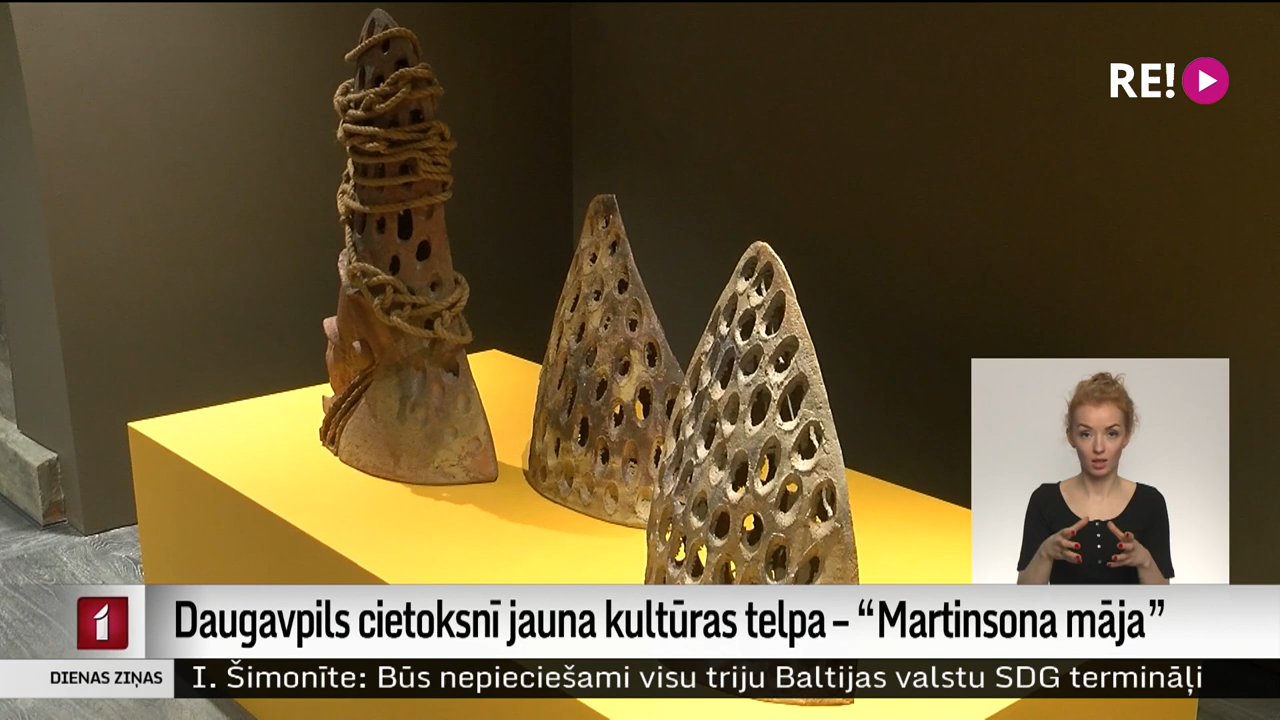 RE!
1
Daugavpils cietoksnī jauna kultūras telpa – “Martinsona māja”
DIENAS ZIŅAS
I. Šimonīte: Būs nepieciešami visu triju Baltijas valstu SDG termināļi